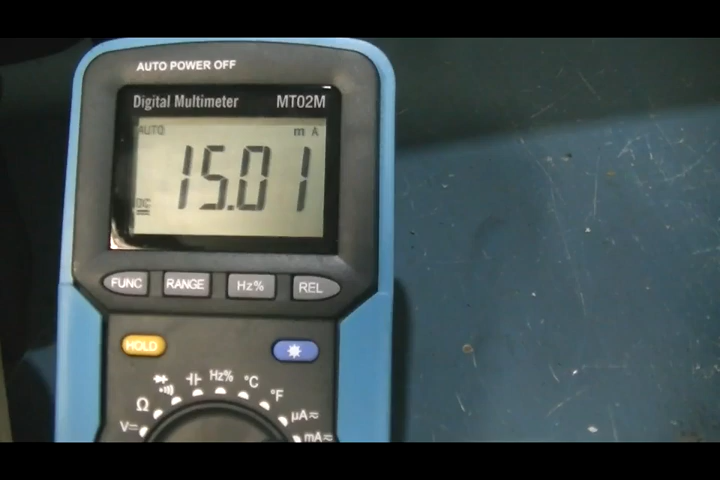 AUTO POWER OFF
Digital Multimeter MT02M
AUTO m A
DC 15.01
FUNC RANGE Hz% REL
HOLD
Hz% °C °F
Ω µA
V mA